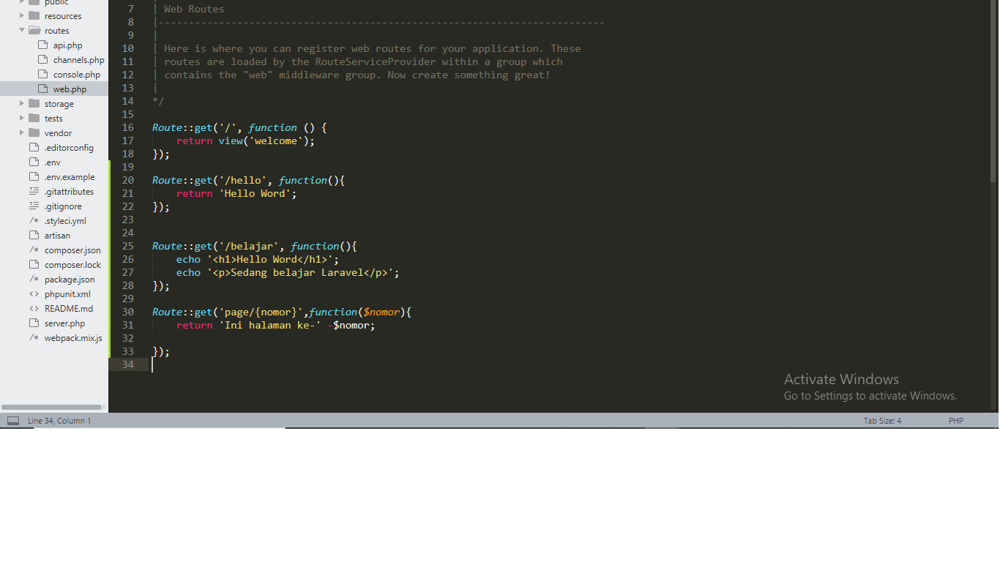 public
resources
routes
api.php
channels.php
console.php
web.php
storage
tests
vendor
.editorconfig
.env
.env.example
.gitattributes
.gitignore
.styleci.yml
artisan
composer.json
composer.lock
package.json
phpunit.xml
README.md
server.php
webpack.mix.js
7 | Web Routes
8 |--------------------------------------------------------------------------
9 |
10 | Here is where you can register web routes for your application. These
11 | routes are loaded by the RouteServiceProvider within a group which
12 | contains the "web" middleware group. Now create something great!
13 |
14 */
15
16 Route::get('/', function () {
17     return view('welcome');
18 });
19
20 Route::get('/hello', function(){
21     return 'Hello Word';
22 });
23
24
25 Route::get('/belajar', function(){
26     echo '<h1>Hello Word</h1>';
27     echo '<p>Sedang belajar Laravel</p>';
28 });
29
30 Route::get('page/{nomor}',function($nomor){
31     return 'Ini halaman ke-' -$nomor;
32
33 });
34
Activate Windows
Go to Settings to activate Windows.
Line 34, Column 1
Tab Size: 4
PHP